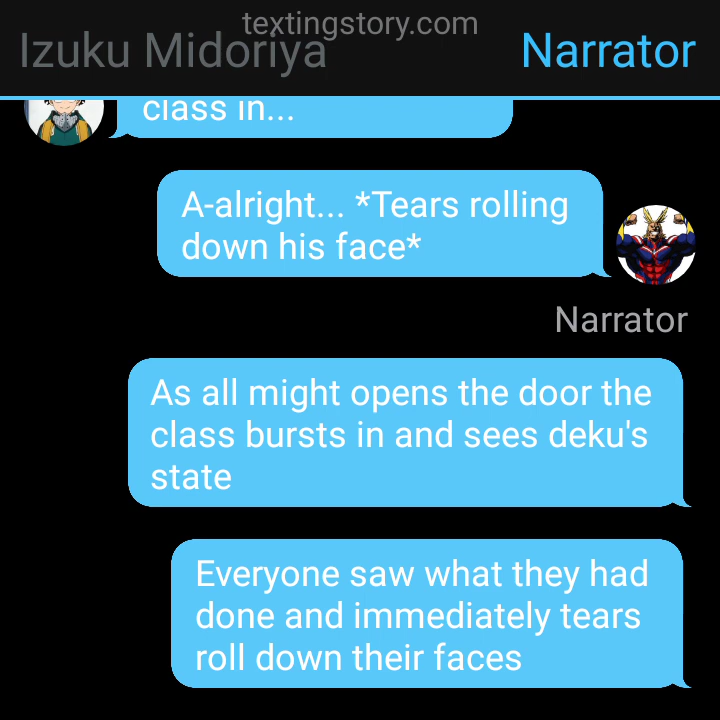 textingstory.com
Izuku Midoriya
Narrator
class in...
A-alright... *Tears rolling
down his face*
Narrator
As all might opens the door the
class bursts in and sees deku's
state
Everyone saw what they had
done and immediately tears
roll down their faces